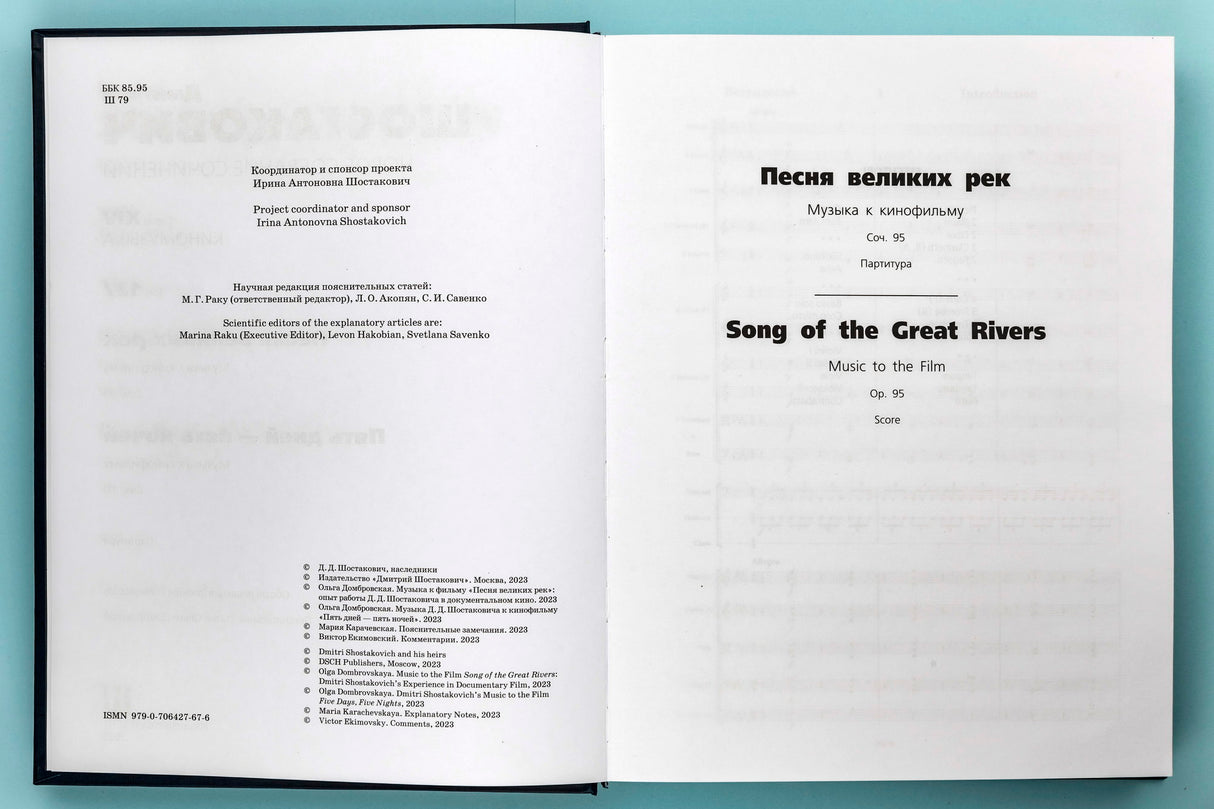 ББК 85.95
Ш 79
Координатор и спонсор проекта
Ирина Антоновна Шостакович
Project coordinator and sponsor
Irina Antonovna Shostakovich
Научная редакция пояснительных статей:
М. Г. Раку (ответственный редактор), Л. О. Акопян, С. И. Савенко
Scientific editors of the explanatory articles are:
Marina Raku (Executive Editor), Levon Hakobian, Svetlana Savenko
© Д. Д. Шостакович, наследники
© Издательство «Дмитрий Шостакович». Москва, 2023
© Ольга Домбровская. Музыка к фильму «Песня великих рек»:
опыт работы Д. Д. Шостаковича в документальном кино. 2023
© Ольга Домбровская. Музыка Д. Д. Шостаковича к кинофильму
«Пять дней — пять ночей». 2023
© Мария Карачевская. Пояснительные замечания. 2023
© Виктор Екимовский. Комментарии. 2023
© Dmitri Shostakovich and his heirs
© DSCH Publishers, Moscow, 2023
© Olga Dombrovskaya. Music to the Film Song of the Great Rivers:
Dmitri Shostakovich's Experience in Documentary Film, 2023
© Olga Dombrovskaya. Dmitri Shostakovich's Music to the Film
Five Days, Five Nights, 2023
© Maria Karachevskaya. Explanatory Notes, 2023
© Victor Ekimovsky. Comments, 2023
ISMN 979-0-706427-67-6
Песня великих рек
Музыка к кинофильму
Соч. 95
Партитура
Song of the Great Rivers
Music to the Film
Op. 95
Score